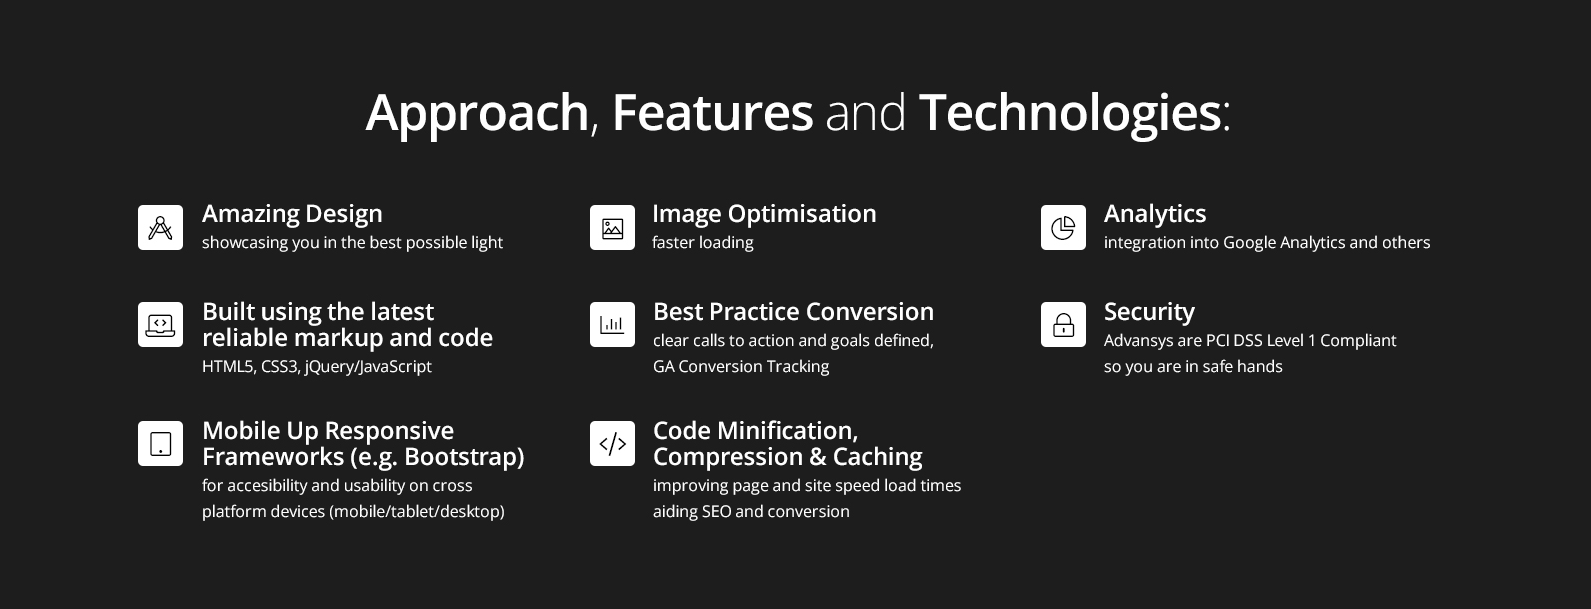 Approach, Features and Technologies:
Amazing Design
showcasing you in the best possible light
Image Optimisation
faster loading
Analytics
integration into Google Analytics and others
Built using the latest
reliable markup and code
HTML5, CSS3, jQuery/JavaScript
Best Practice Conversion
clear calls to action and goals defined,
GA Conversion Tracking
Security
Advansys are PCI DSS Level 1 Compliant
so you are in safe hands
Mobile Up Responsive
Frameworks (e.g. Bootstrap)
for accesibility and usability on cross
platform devices (mobile/tablet/desktop)
Code Minification,
Compression & Caching
improving page and site speed load times
aiding SEO and conversion